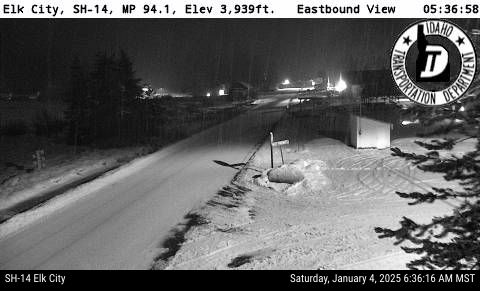 Elk City, SH-14, MP 94.1, Elev 3,939ft. Eastbound View 05:36:58
IDAHO
TRANSPORTATION DEPARTMENT
SH-14 Elk City Saturday, January 4, 2025 6:36:16 AM MST